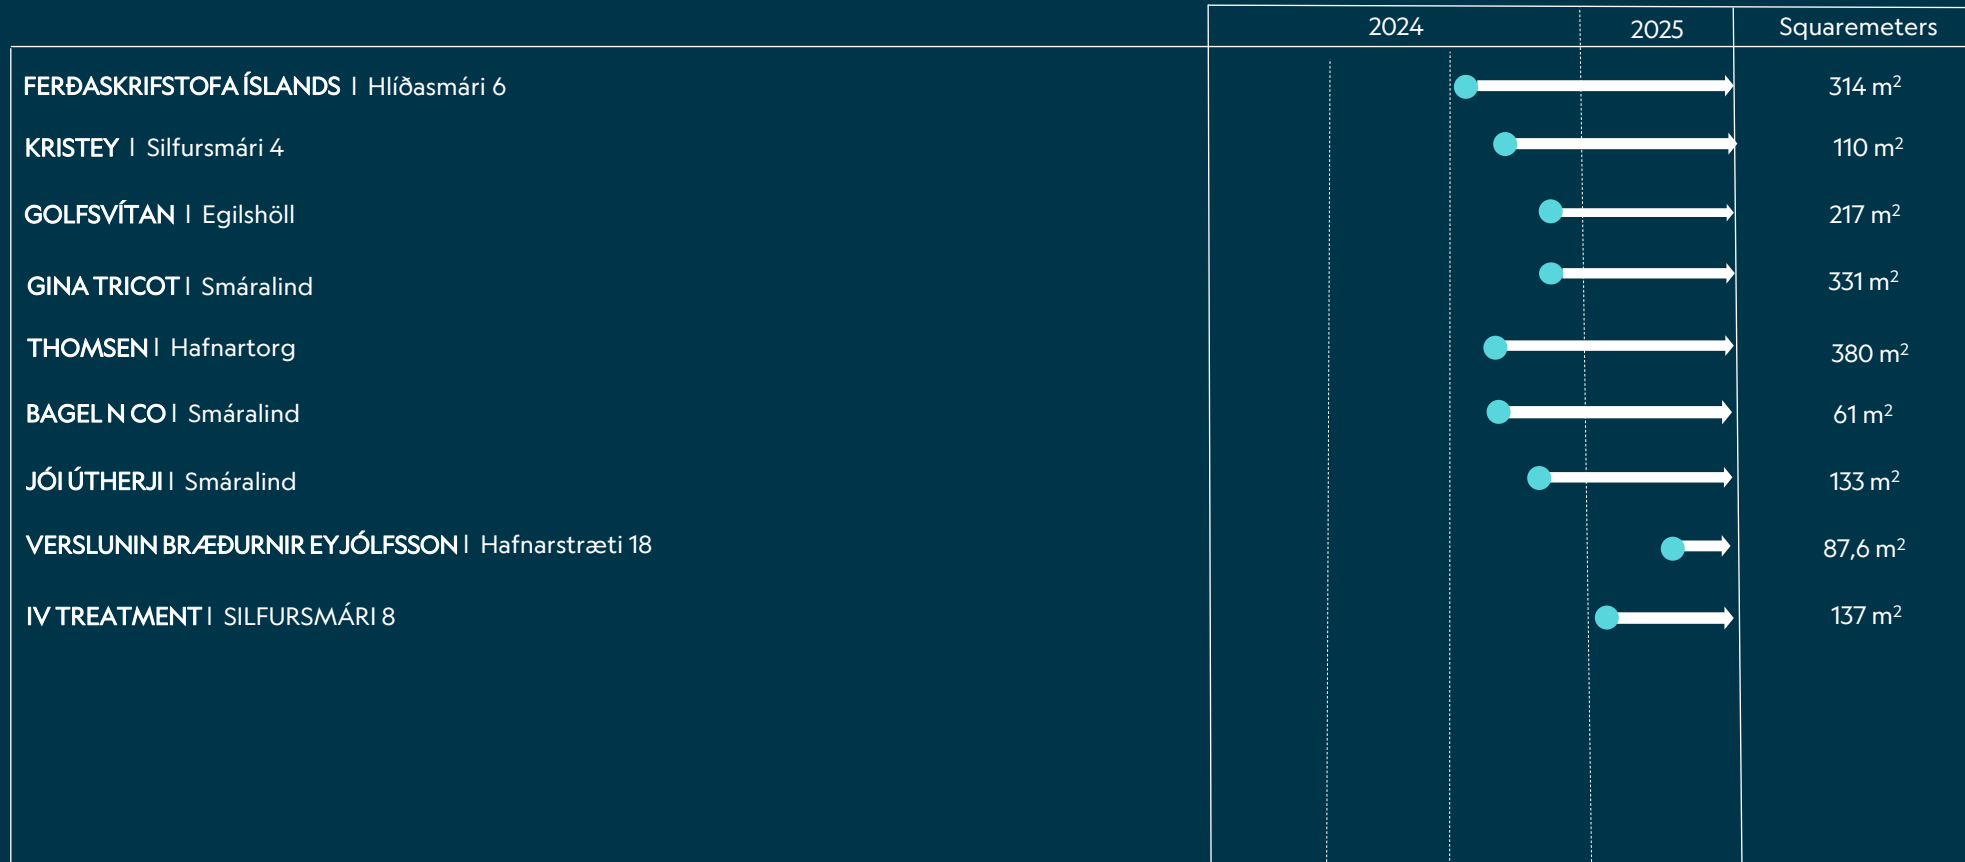 2024 2025 Squaremeters
FERÐASKRIFSTOFA ÍSLANDS | Hlíðasmári 6 314 m²
KRISTEY | Silfursmári 4 110 m²
GOLFSVÍTAN | Egilshöll 217 m²
GINA TRICOT | Smáralind 331 m²
THOMSEN | Hafnartorg 380 m²
BAGEL N CO | Smáralind 61 m²
JÓI ÚTHERJI | Smáralind 133 m²
VERSLUNIN BRÆÐURNIR EYJÓLFSSON | Hafnarstræti 18 87,6 m²
IV TREATMENT | SILFURSMÁRI 8 137 m²